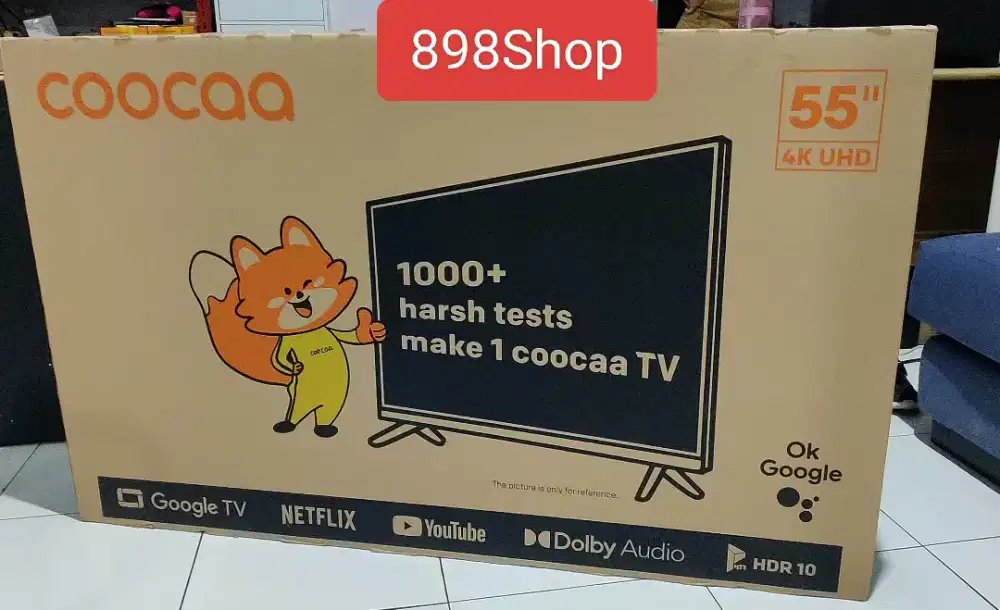 898Shop
coocaa
55"
4K UHD
1000+
harsh tests
make 1 coocaa TV
coocaa
Ok
Google
The picture is only for reference.
Google TV
NETFLIX
YouTube
Dolby Audio
HDR 10